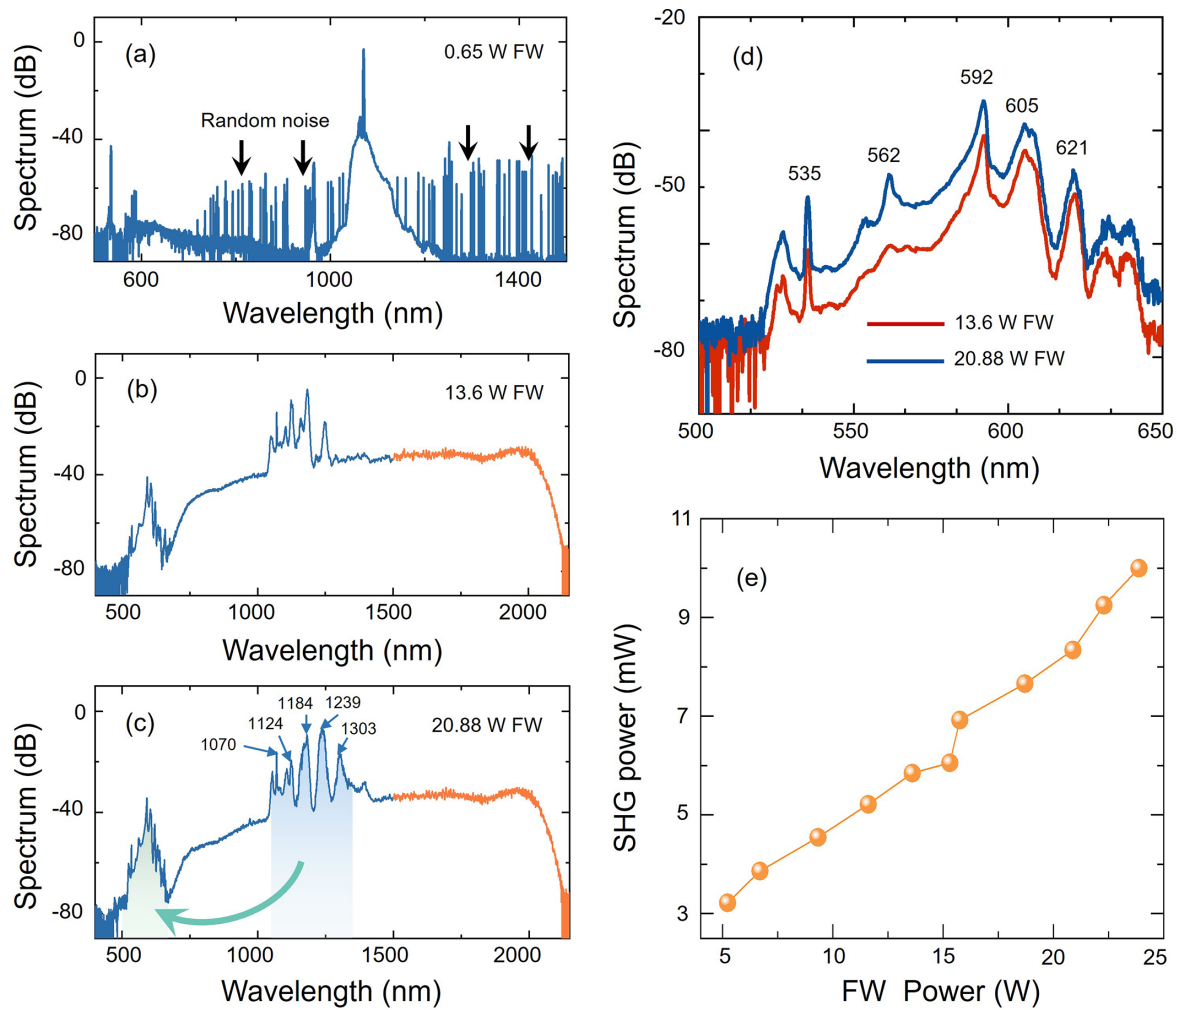 (a)
0.65 W FW
Random noise
0
-40
-80
Spectrum (dB)
600
1000
1400
Wavelength (nm)
(b)
13.6 W FW
0
-40
-80
Spectrum (dB)
500
1000
1500
2000
Wavelength (nm)
(c)
20.88 W FW
1070
1124
1184
1239
1303
0
-40
-80
Spectrum (dB)
500
1000
1500
2000
Wavelength (nm)
(d)
535
562
592
605
621
13.6 W FW
20.88 W FW
-20
-50
-80
Spectrum (dB)
500
550
600
650
Wavelength (nm)
(e)
11
9
7
5
3
SHG power (mW)
5
10
15
20
25
FW Power (W)